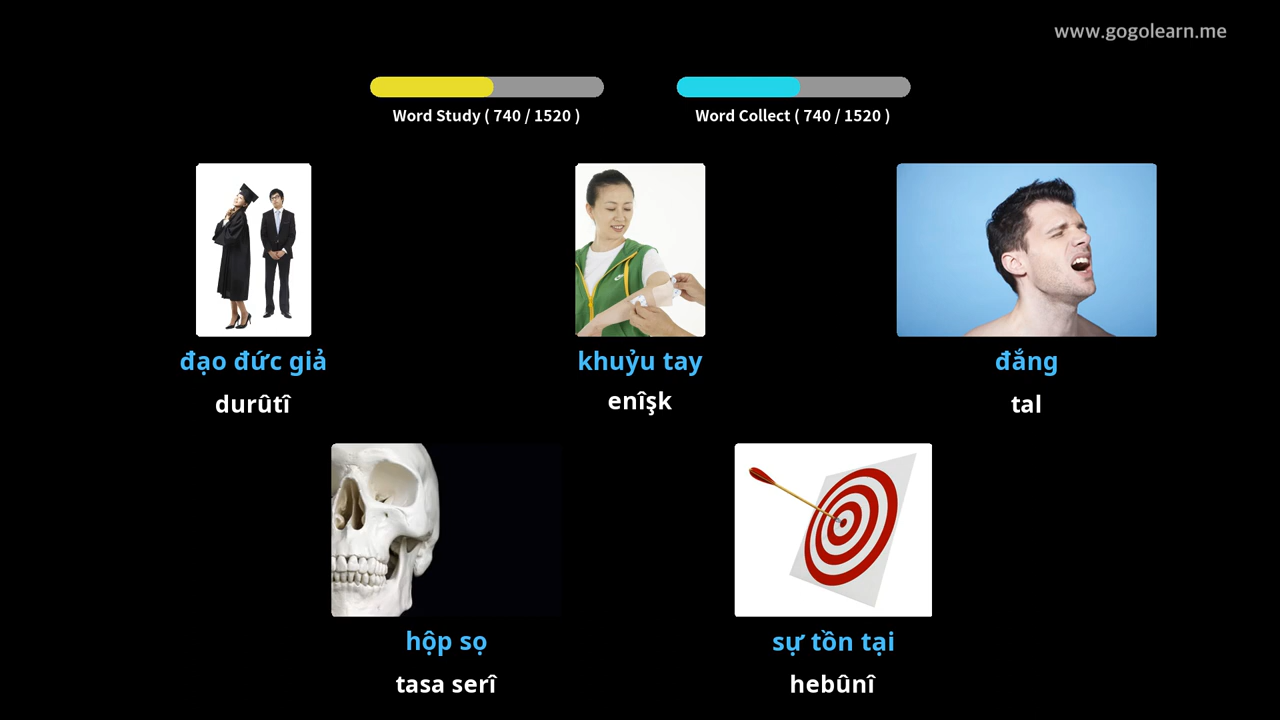 www.gogolearn.me
Word Study ( 740 / 1520 )
Word Collect ( 740 / 1520 )
đạo đức giả
durûtî
khuỷu tay
enîşk
đắng
tal
hộp sọ
tasa serî
sự tồn tại
hebûnî